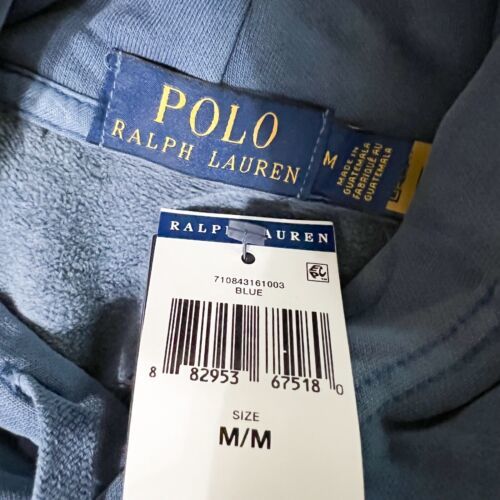 POLO
RALPH LAUREN
M
MADE IN
GUATEMALA
FABRIQUÉ AU
GUATEMALA
RALPH LAUREN
710843161003
BLUE
8 82953 67518 0
SIZE
M/M